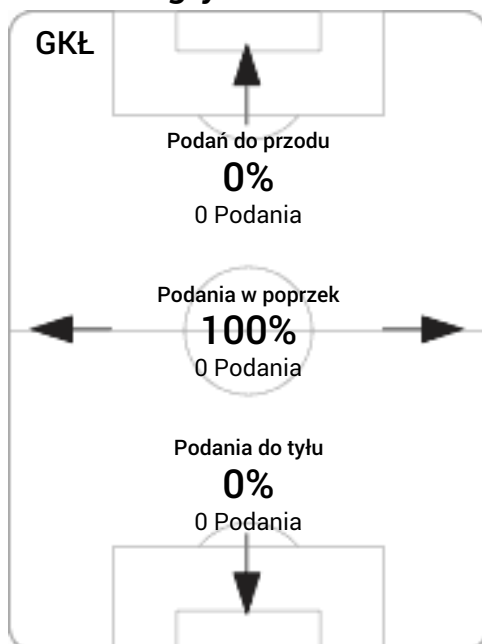 GKŁ
Podań do przodu
0%
0 Podania
Podania w poprzek
100%
0 Podania
Podania do tyłu
0%
0 Podania